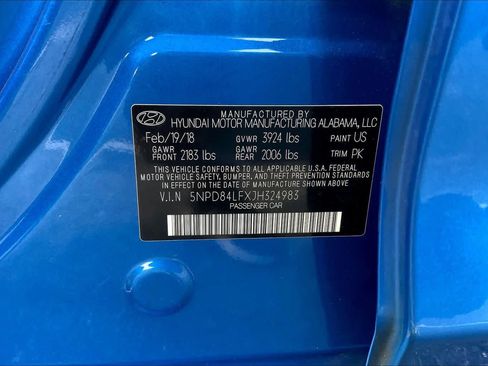 MANUFACTURED BY
HYUNDAI MOTOR MANUFACTURING ALABAMA, LLC
Feb/19/18 GVWR 3924 lbs PAINT US
GAWR FRONT 2183 lbs GAWR REAR 2006 lbs TRIM PK
THIS VEHICLE CONFORMS TO ALL APPLICABLE U.S.A. FEDERAL
MOTOR VEHICLE SAFETY, BUMPER, AND THEFT PREVENTION STANDARDS
IN EFFECT ON THE DATE OF MANUFACTURE SHOWN ABOVE.
V.I.N 5NPD84LFXJH324983
PASSENGER CAR